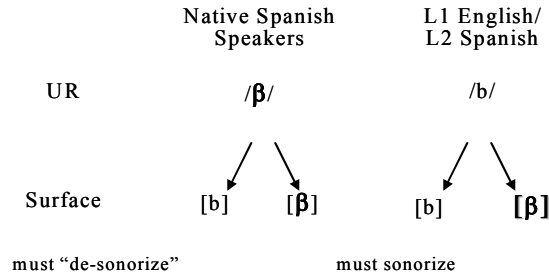 Native Spanish Speakers
L1 English/ L2 Spanish
UR
/β/
/b/
Surface
[b]
[β]
[b]
[β]
must “de-sonorize”
must sonorize